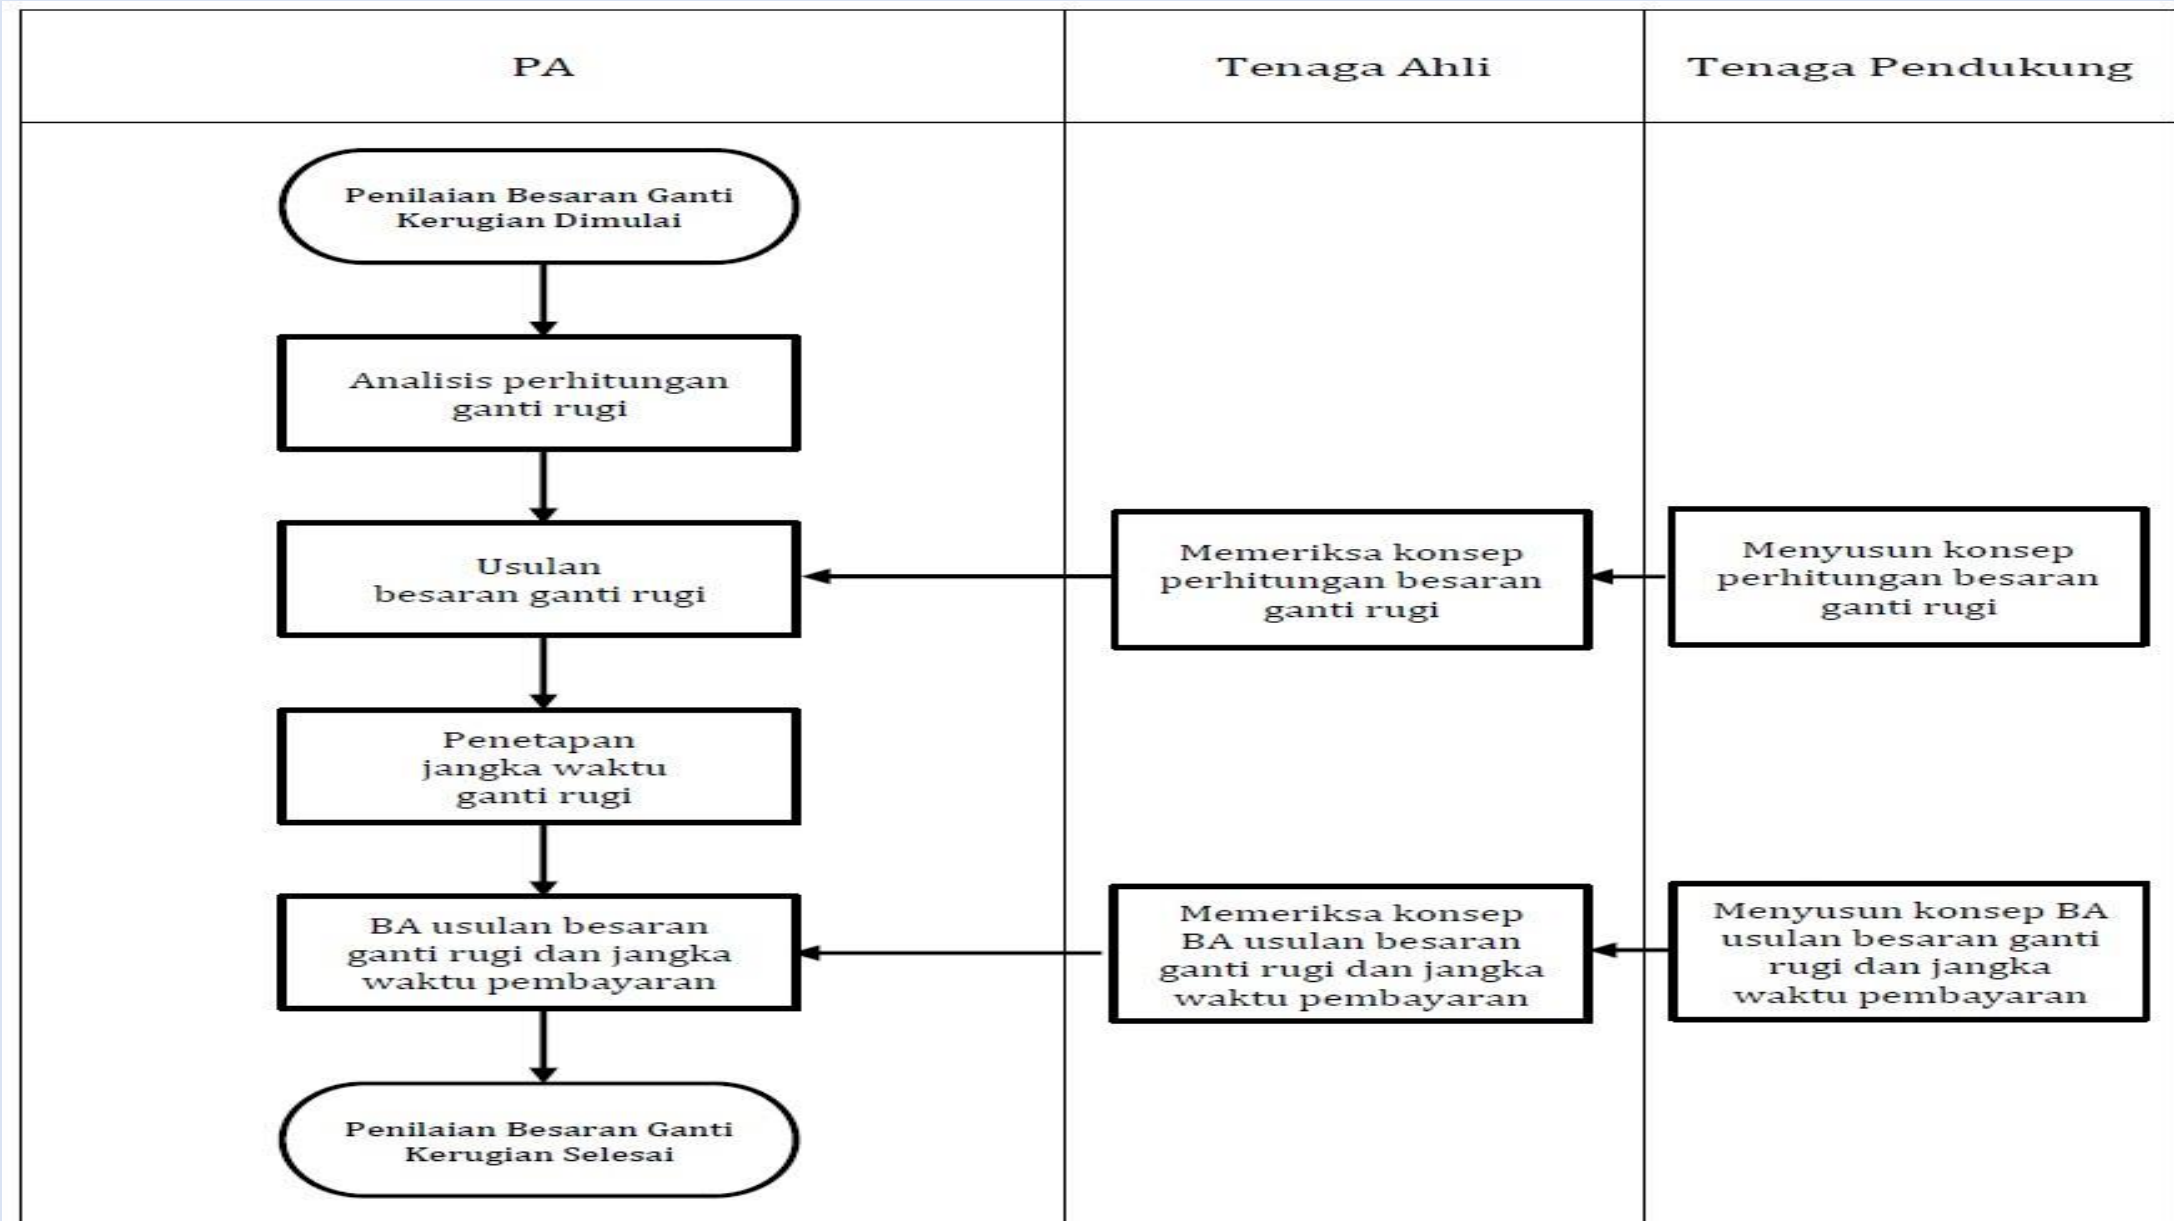 PA
Tenaga Ahli
Tenaga Pendukung
Penilaian Besaran Ganti
Kerugian Dimulai
Analisis perhitungan
ganti rugi
Usulan
besaran ganti rugi
Memeriksa konsep
perhitungan besaran
ganti rugi
Menyusun konsep
perhitungan besaran
ganti rugi
Penetapan
jangka waktu
ganti rugi
BA usulan besaran
ganti rugi dan jangka
waktu pembayaran
Memeriksa konsep
BA usulan besaran
ganti rugi dan jangka
waktu pembayaran
Menyusun konsep BA
usulan besaran ganti
rugi dan jangka
waktu pembayaran
Penilaian Besaran Ganti
Kerugian Selesai